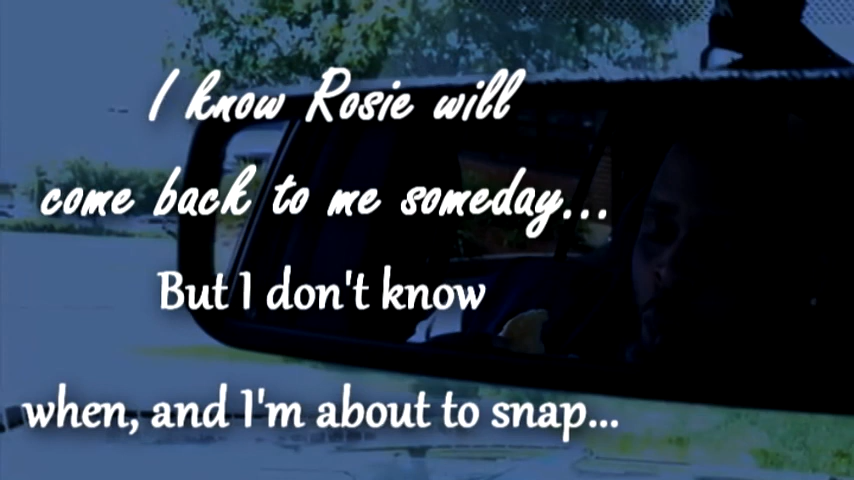 I know Rosie will
come back to me someday...
But I don't know
when, and I'm about to snap...